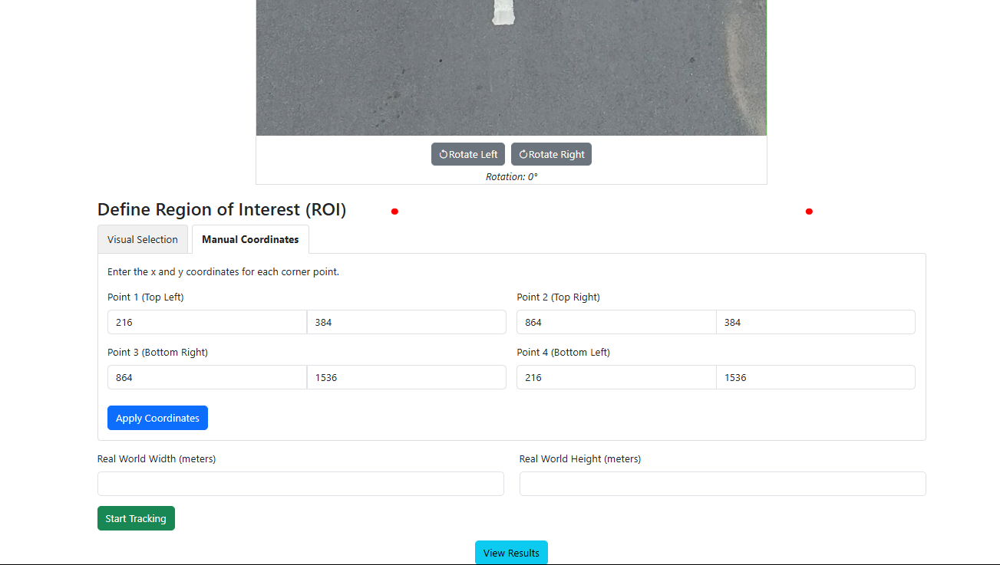 Rotate Left Rotate Right
Rotation: 0°
Define Region of Interest (ROI)
Visual Selection Manual Coordinates
Enter the x and y coordinates for each corner point.
Point 1 (Top Left) Point 2 (Top Right)
216 384 864 384
Point 3 (Bottom Right) Point 4 (Bottom Left)
864 1536 216 1536
Apply Coordinates
Real World Width (meters) Real World Height (meters)
Start Tracking
View Results